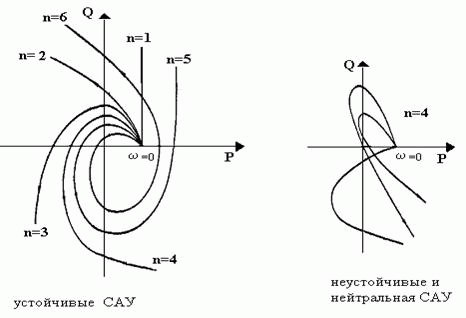 n=6
Q
n=1
n=2
n=5
ω=0
P
n=3
n=4
устойчивые САУ
Q
n=4
ω=0
P
неустойчивые и
нейтральная САУ